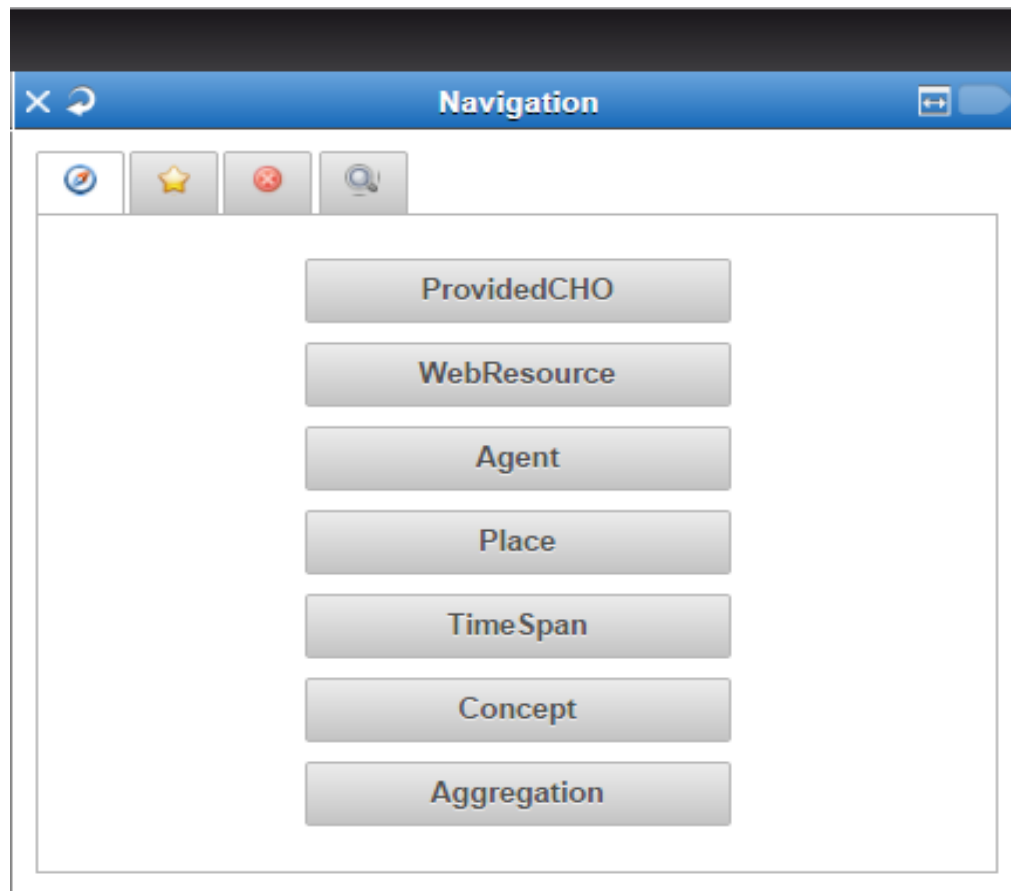 Navigation
ProvidedCHO
WebResource
Agent
Place
TimeSpan
Concept
Aggregation